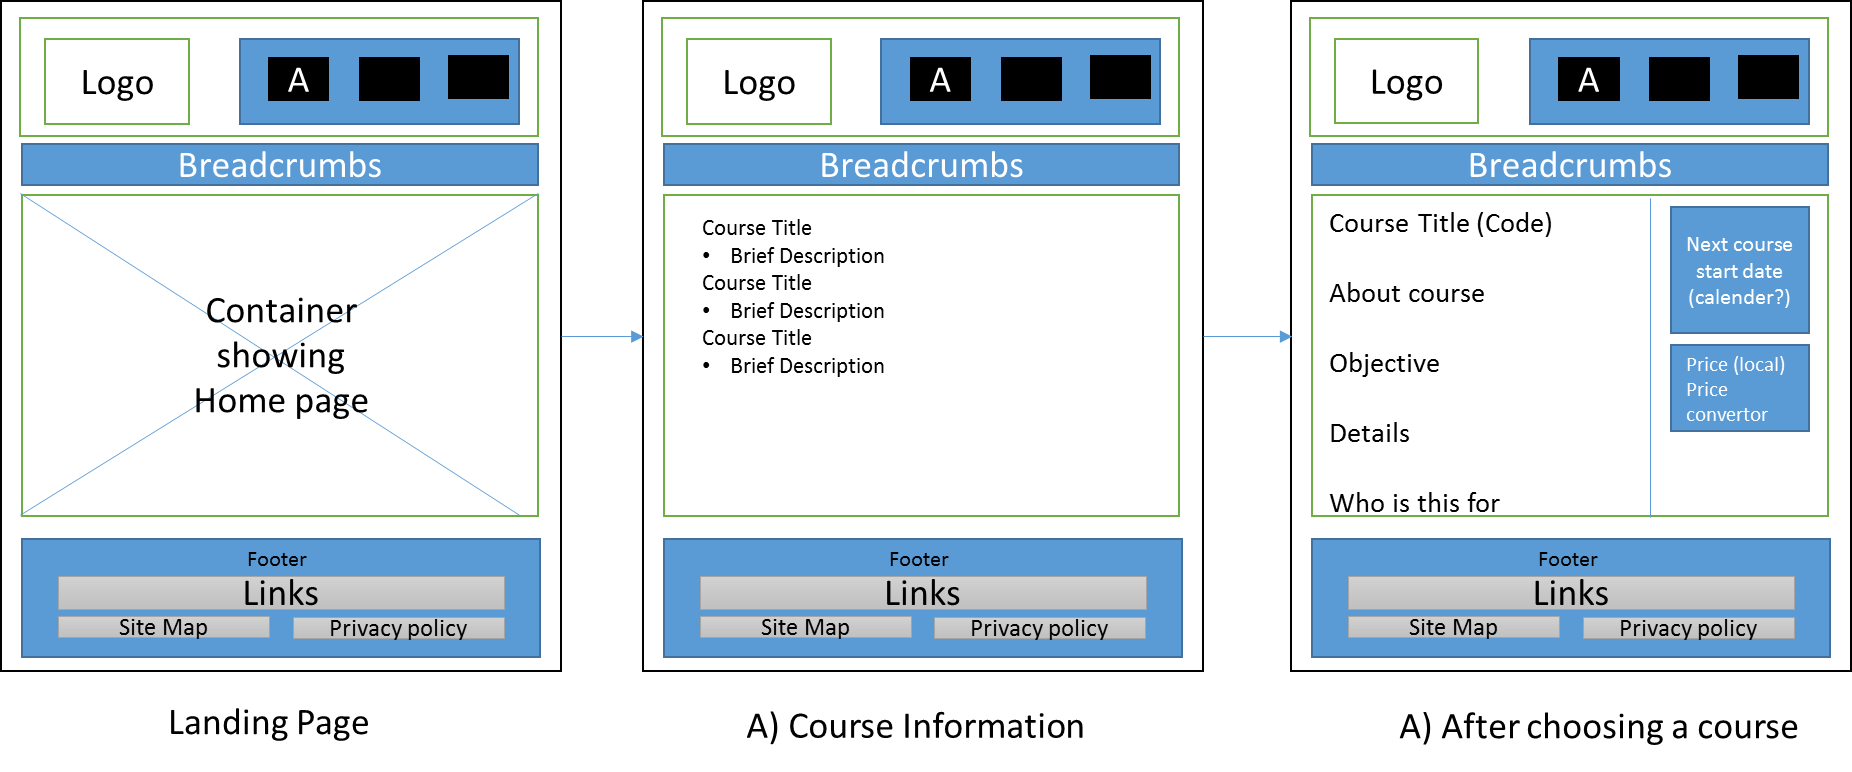 Logo
A
Breadcrumbs
Container
showing
Home page
Footer
Links
Site Map
Privacy policy
Landing Page
Logo
A
Breadcrumbs
Course Title
• Brief Description
Course Title
• Brief Description
Course Title
• Brief Description
Footer
Links
Site Map
Privacy policy
A) Course Information
Logo
A
Breadcrumbs
Course Title (Code)
About course
Objective
Details
Who is this for
Next course
start date
(calender?)
Price (local)
Price
convertor
Footer
Links
Site Map
Privacy policy
A) After choosing a course